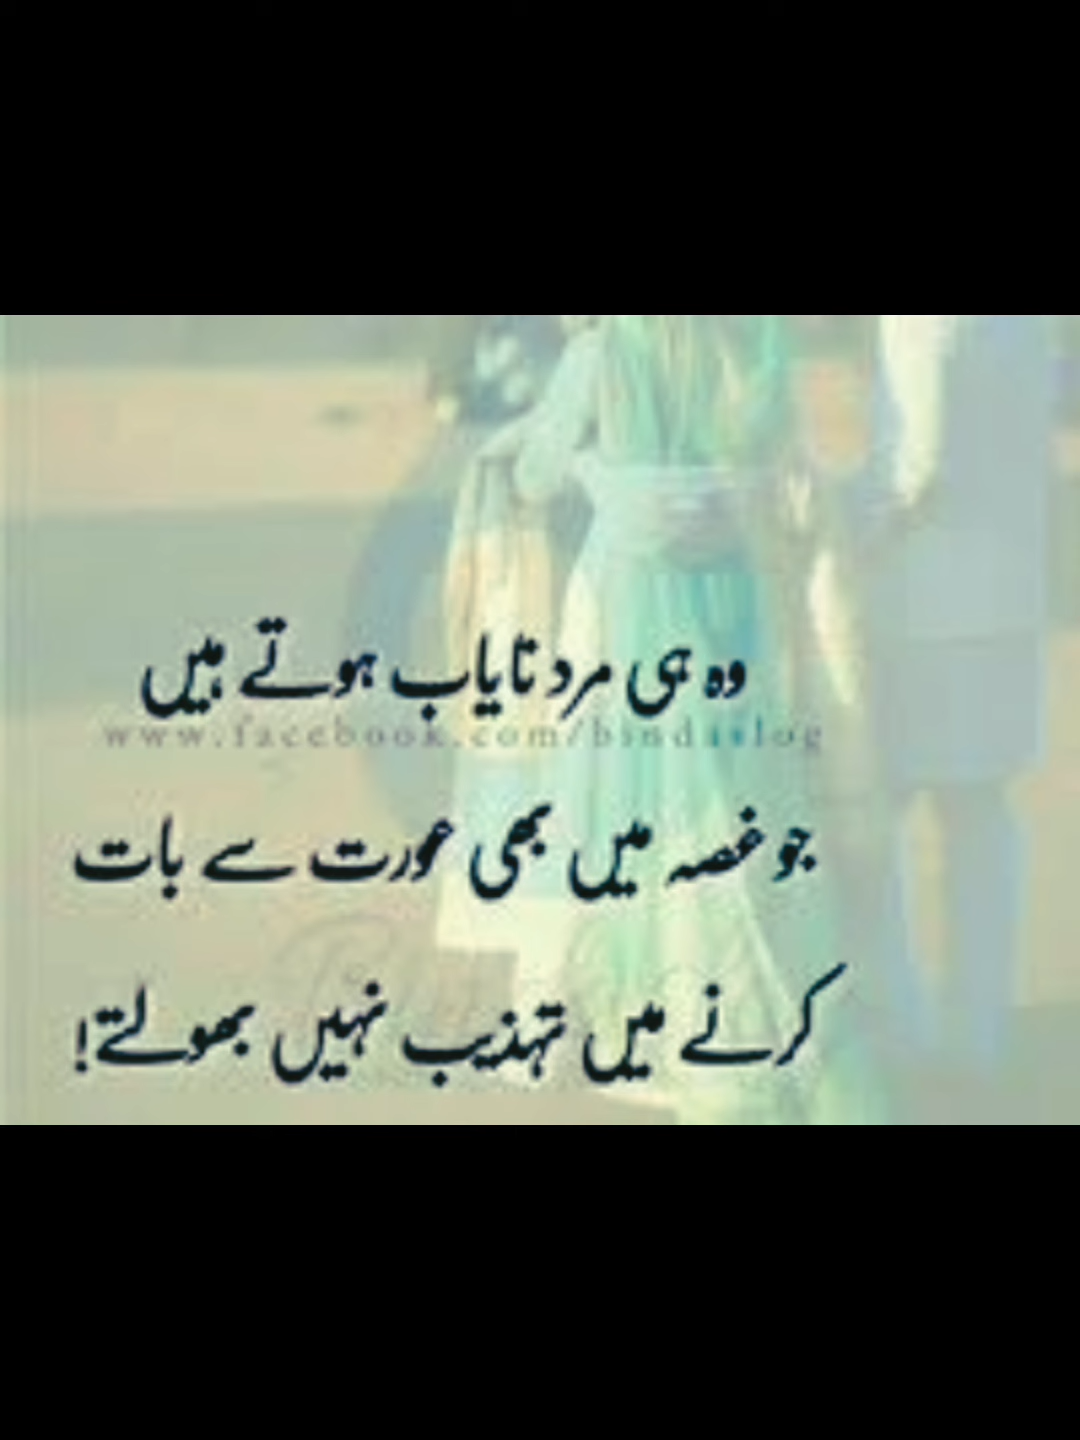 وہ ہی مرد نایاب ہوتے ہیں
www.facebook.com/bindaslog
جو غصہ میں بھی عورت سے بات
کرنے میں تہذیب نہیں بھولتے!